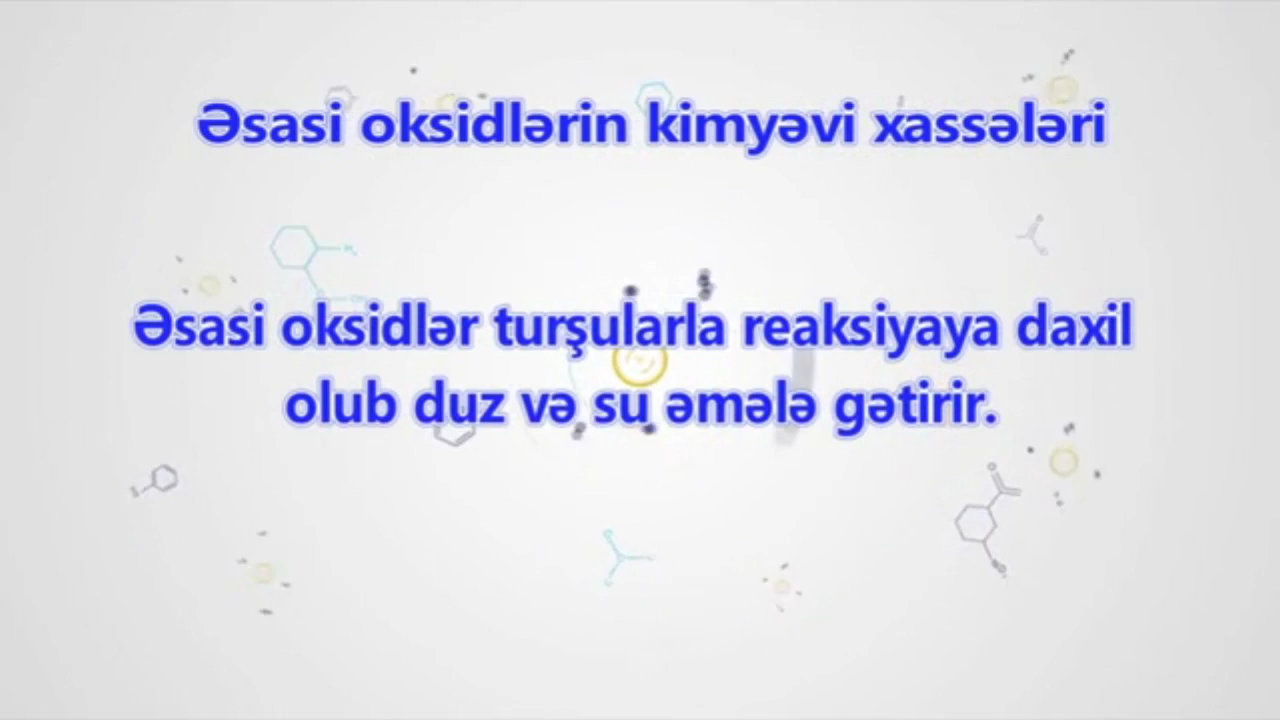 Əsasi oksidlərin kimyəvi xassələri
Əsasi oksidlər turşularla reaksiyaya daxil
olub duz və su əmələ gətirir.